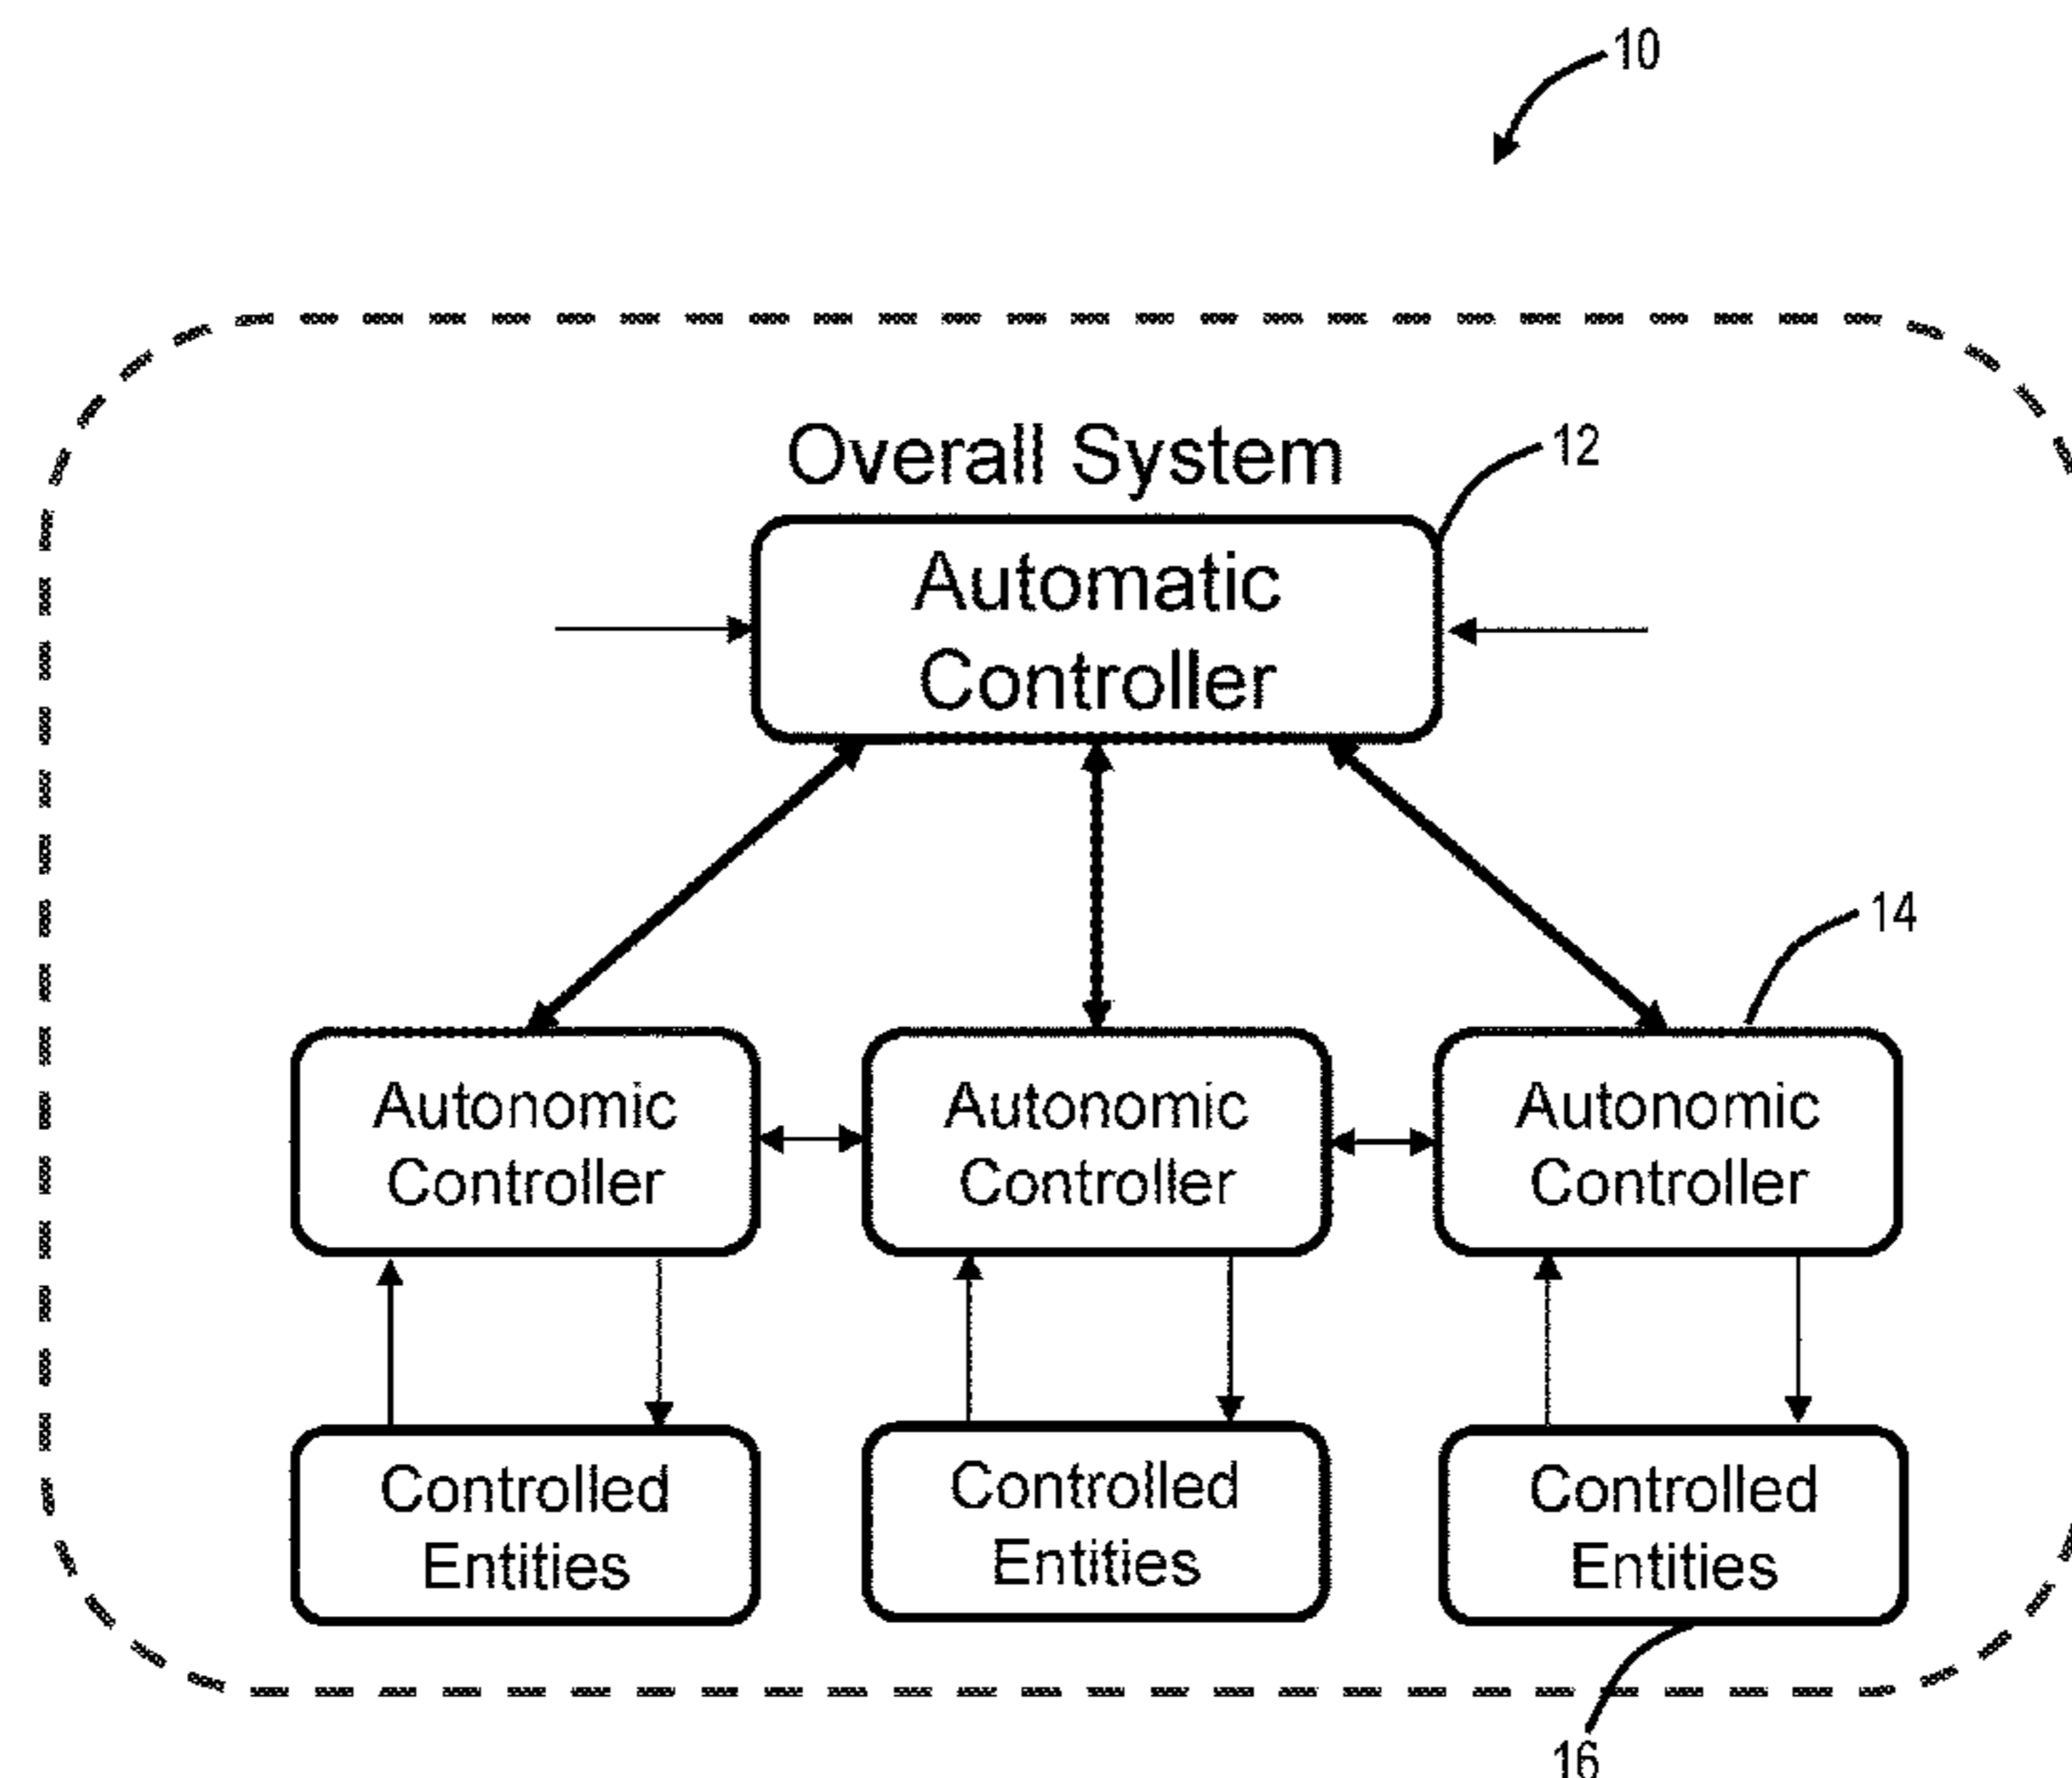 10
Overall System
12
Automatic
Controller
14
Autonomic
Controller
Autonomic
Controller
Autonomic
Controller
Controlled
Entities
Controlled
Entities
Controlled
Entities
16